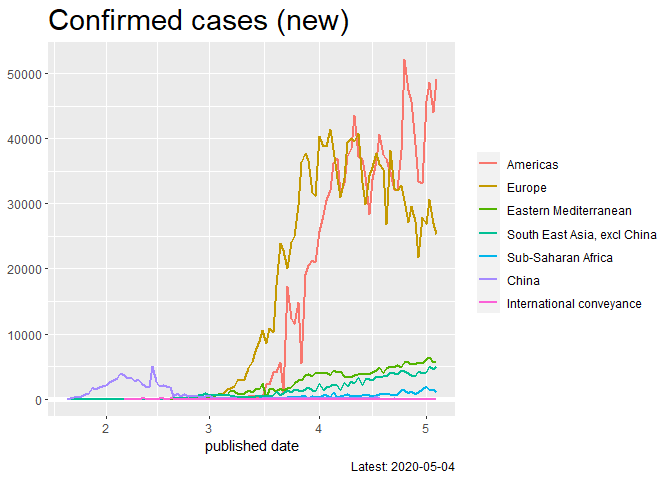 Confirmed cases (new)
50000
40000
30000
20000
10000
0
2
3
4
5
published date
Americas
Europe
Eastern Mediterranean
South East Asia, excl China
Sub-Saharan Africa
China
International conveyance
Latest: 2020-05-04